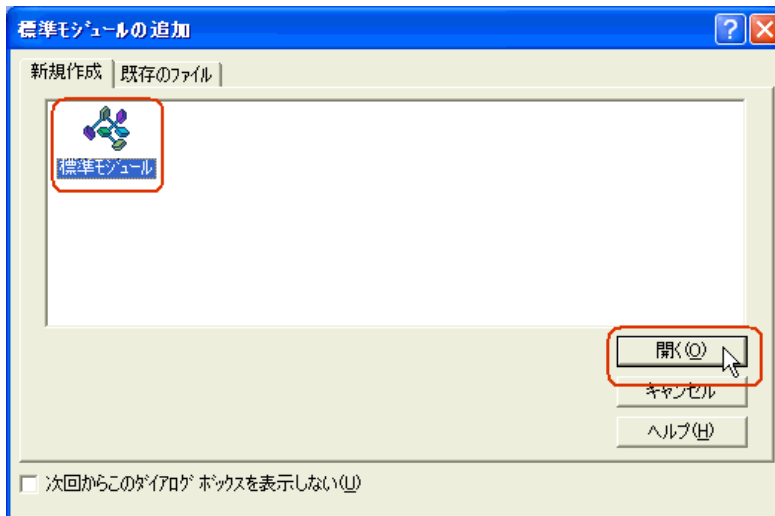 標準ﾓｼﾞｭｰﾙの追加
新規作成
既存のﾌｧｲﾙ
標準ﾓｼﾞｭｰﾙ
開く(O)
キャンセル
ヘルプ(H)
次回からこのﾀﾞｲｱﾛｸﾞ ﾎﾞｯｸｽを表示しない(U)